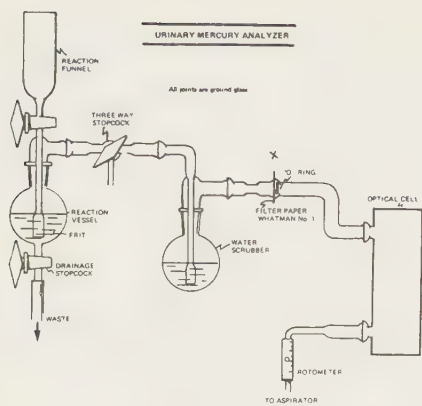 URINARY MERCURY ANALYZER
All joints are ground glass
REACTION
FUNNEL
THREE WAY
STOPCOCK
X
'O' RING
OPTICAL CELL
FILTER PAPER
WHATMAN No 1
REACTION
VESSEL
FRIT
WATER
SCRUBBER
DRAINAGE
STOPCOCK
WASTE
ROTOMETER
TO ASPIRATOR